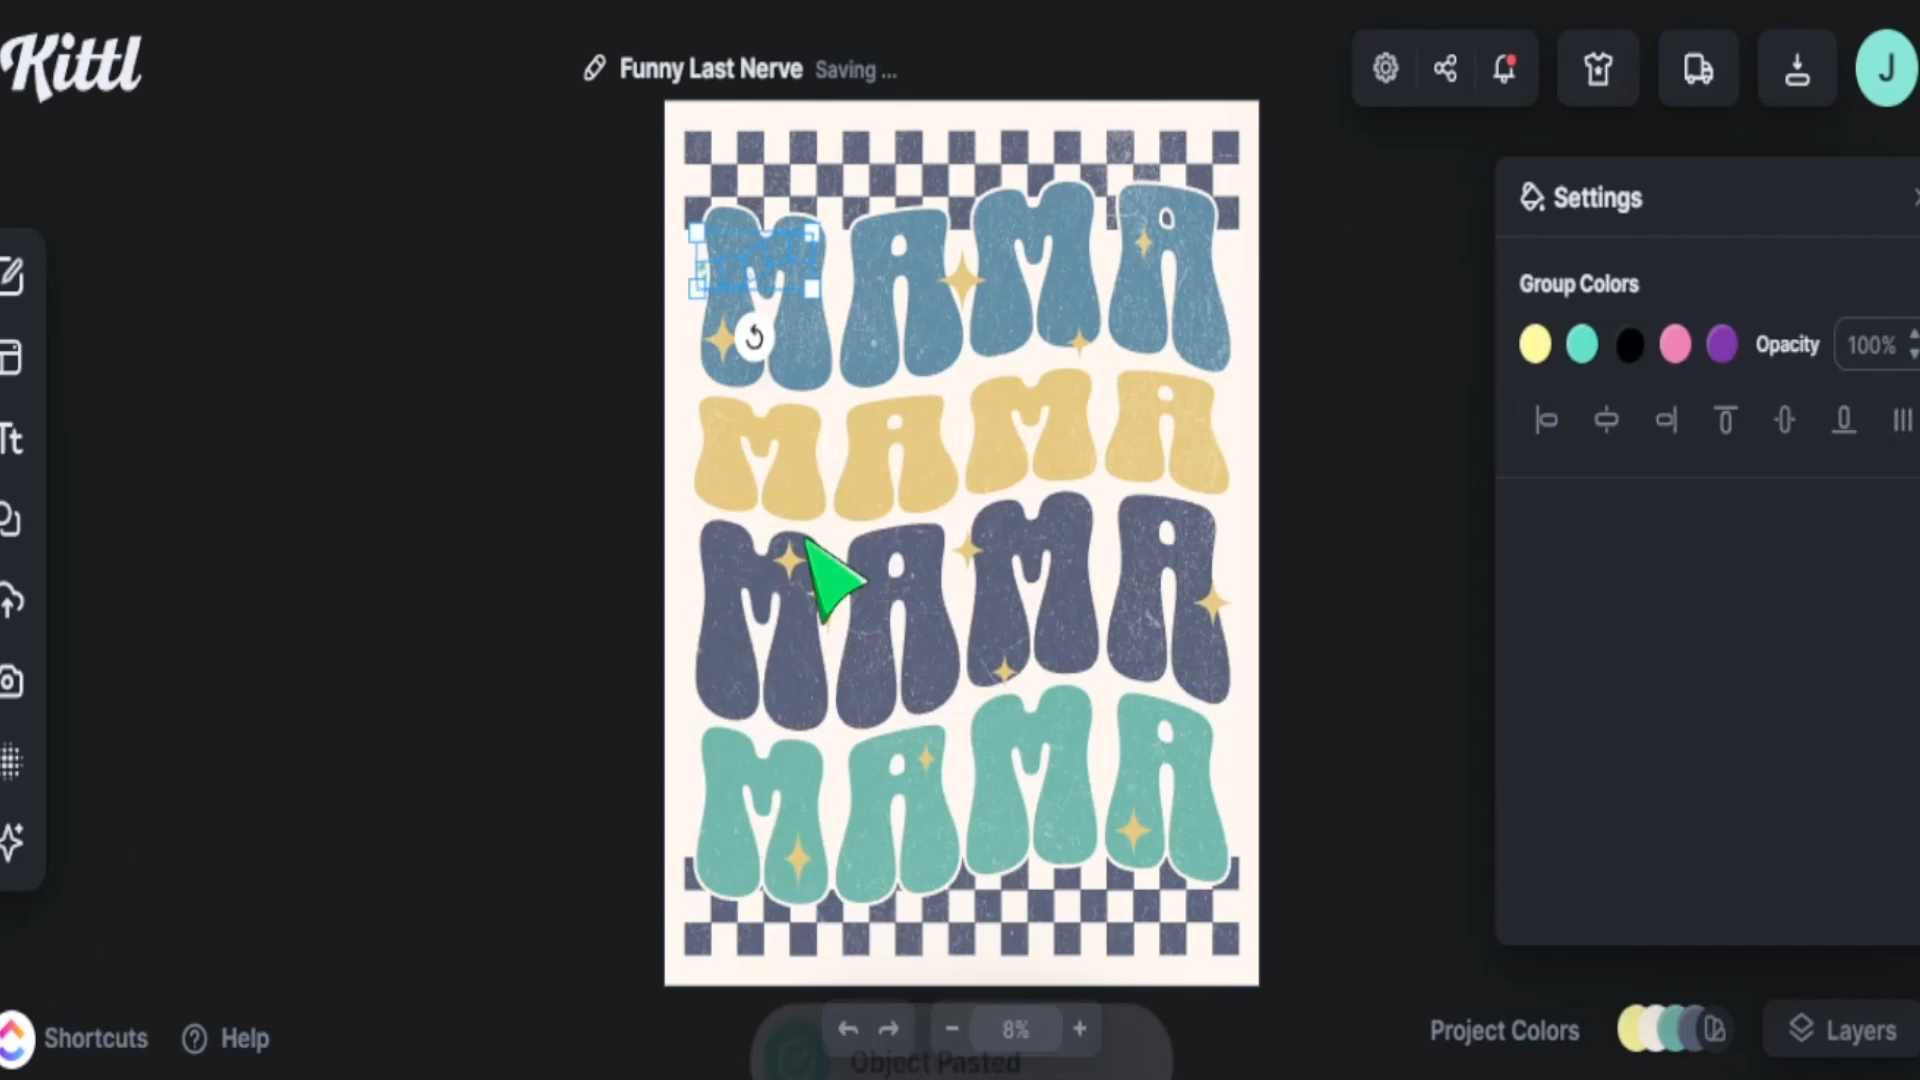 Kittl
Funny Last Nerve Saving ...
J
Settings
Group Colors
Opacity 100%
MAMA
MAMA
MAMA
MAMA
Tt
Shortcuts
? Help
8%
Object Pasted
Project Colors
Layers